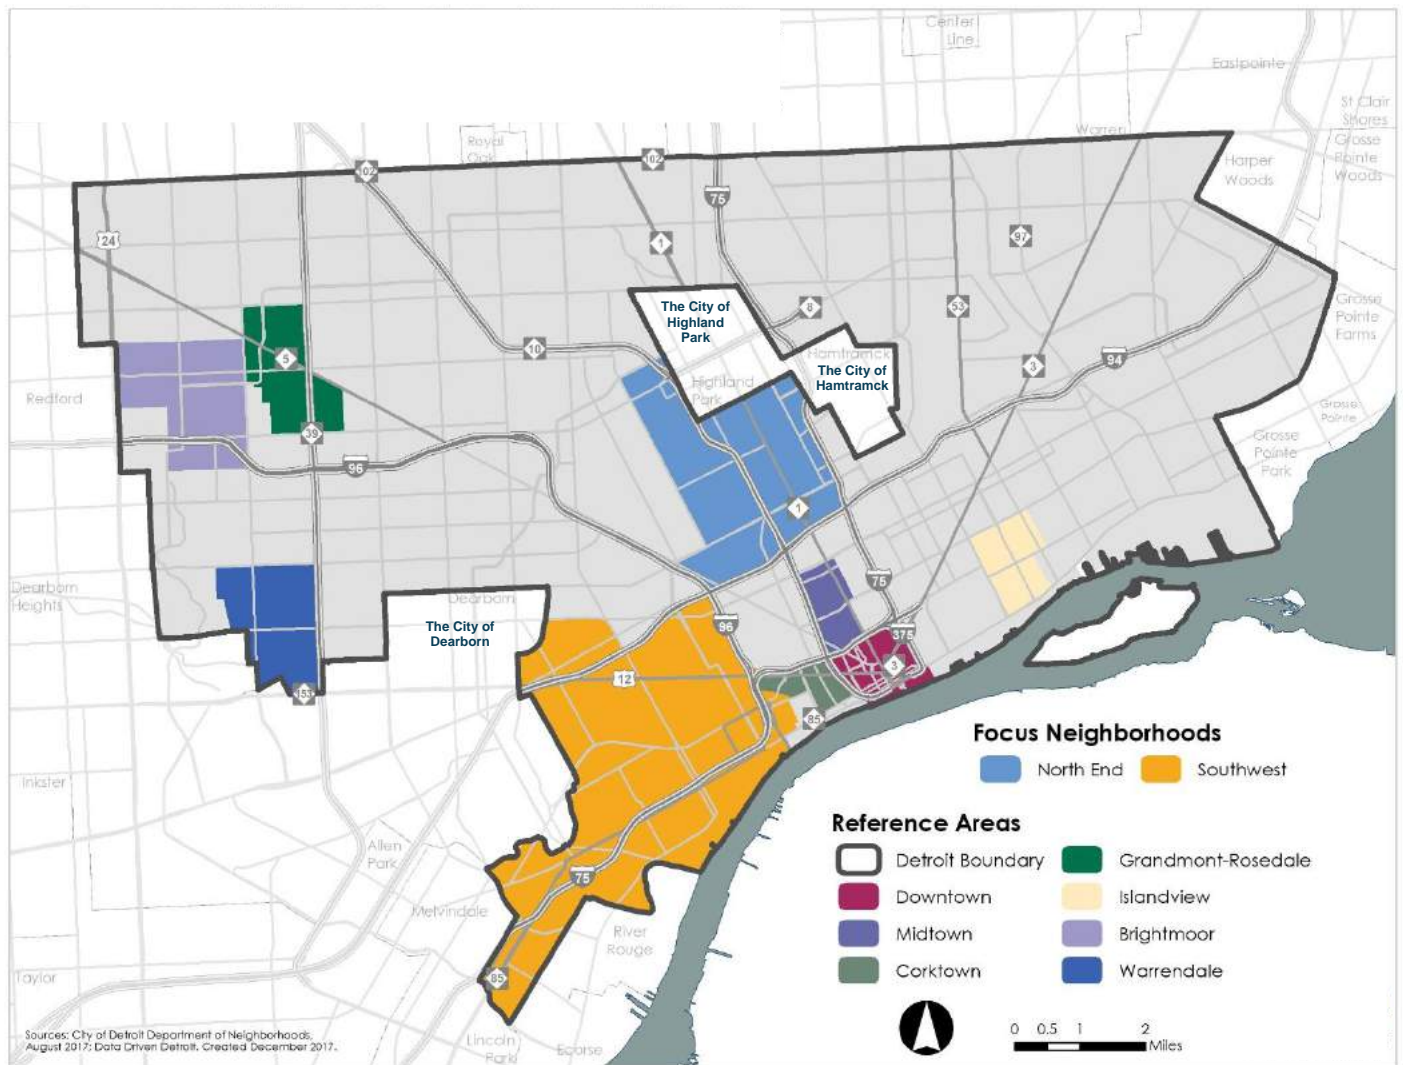 Center
Line
Eastpointe
St Clair
Shores
Warren
Grosse
Pointe
Woods
Royal
Oak
102
102
Harper
Woods
75
24
1
97
The City of
Highland
Park
8
53
Grosse
Pointe
Farms
5
10
Hamtramck
The City of
Hamtramck
3
94
Redford
Highland
Park
Grosse
Pointe
39
96
Grosse
Pointe
Park
1
Dearborn
Heights
Dearborn
75
The City of
Dearborn
96
375
3
12
153
85
Focus Neighborhoods
North End
Southwest
Inkster
Reference Areas
Allen
Park
Detroit Boundary
Grandmont-Rosedale
75
Downtown
Islandview
Melvindale
Midtown
Brightmoor
River
Rouge
Corktown
Warrendale
Taylor
85
Sources: City of Detroit Department of Neighborhoods,
August 2017; Data Driven Detroit. Created December 2017.
Lincoln
Park
Ecorse
0 0.5 1 2
Miles